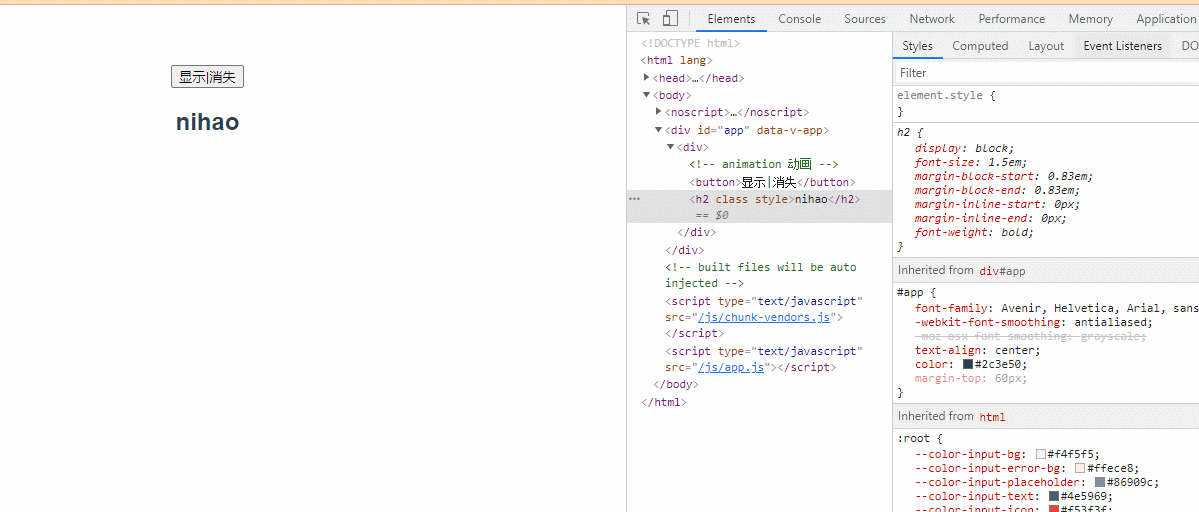 显示|消失
nihao
Elements Console Sources Network Performance Memory Application
<!DOCTYPE html>
<html lang>
<head>…</head>
<body>
<noscript>…</noscript>
<div id="app" data-v-app>
<div>
<!-- animation 动画 -->
<button>显示|消失</button>
<h2 class style>nihao</h2>
== $0
</div>
</div>
<!-- built files will be auto
injected -->
<script type="text/javascript"
src="/js/chunk-vendors.js">
</script>
<script type="text/javascript"
src="/js/app.js"></script>
</body>
</html>
Styles Computed Layout Event Listeners DO
Filter
element.style {
}
h2 {
display: block;
font-size: 1.5em;
margin-block-start: 0.83em;
margin-block-end: 0.83em;
margin-inline-start: 0px;
margin-inline-end: 0px;
font-weight: bold;
}
Inherited from div#app
#app {
font-family: Avenir, Helvetica, Arial, sans
-webkit-font-smoothing: antialiased;
-moz-osx-font-smoothing: grayscale;
text-align: center;
color: #2c3e50;
margin-top: 60px;
}
Inherited from html
:root {
--color-input-bg: #f4f5f5;
--color-input-error-bg: #ffece8;
--color-input-placeholder: #86909c;
--color-input-text: #4e5969;
--color-input-icon: #f53f3f;